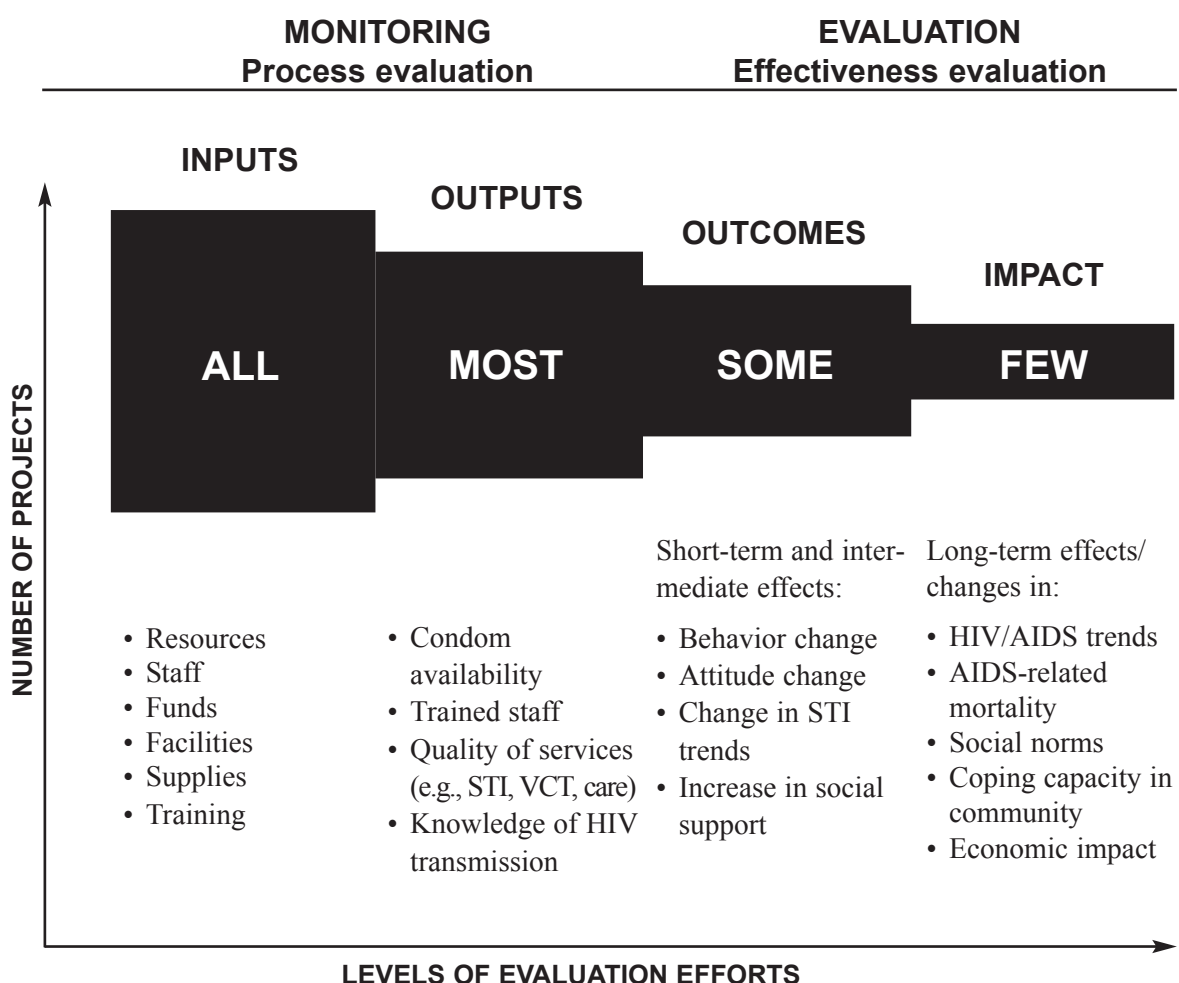 MONITORING
Process evaluation
EVALUATION
Effectiveness evaluation
INPUTS
OUTPUTS
OUTCOMES
IMPACT
ALL
MOST
SOME
FEW
NUMBER OF PROJECTS
• Resources
• Staff
• Funds
• Facilities
• Supplies
• Training
• Condom
availability
• Trained staff
• Quality of services
(e.g., STI, VCT, care)
• Knowledge of HIV
transmission
Short-term and inter-
mediate effects:
• Behavior change
• Attitude change
• Change in STI
trends
• Increase in social
support
Long-term effects/
changes in:
• HIV/AIDS trends
• AIDS-related
mortality
• Social norms
• Coping capacity in
community
• Economic impact
LEVELS OF EVALUATION EFFORTS